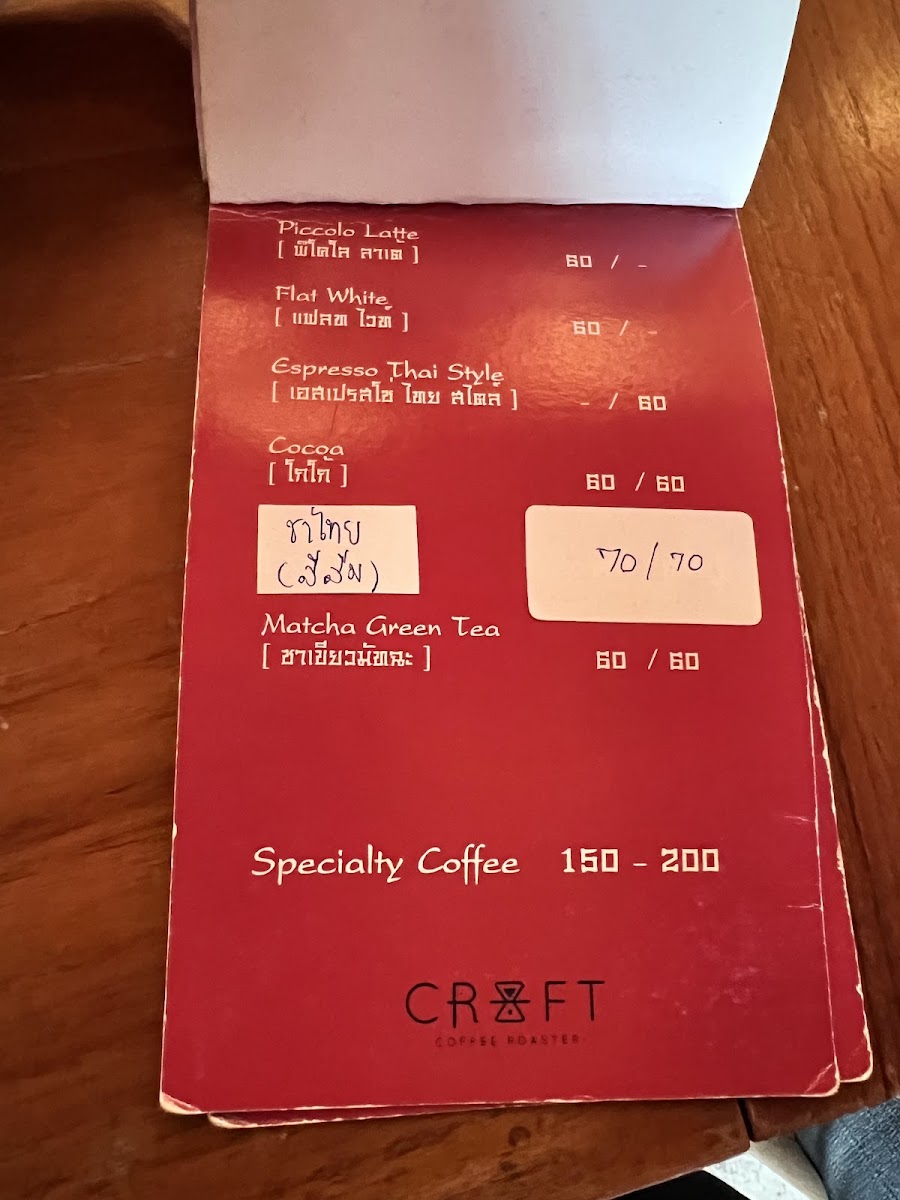 Piccolo Latte
[ พิโคโล ลาเต้ ] 60 / -
Flat White
[ แฟลท ไวท์ ] 60 / -
Espresso Thai Style
[ เอสเปรสโซ่ ไทย สไตล์ ] - / 60
Cocoa
[ โกโก้ ] 60 / 60
ชาไทย
(สีส้ม) 70 / 70
Matcha Green Tea
[ ชาเขียวมัทฉะ ] 60 / 60
Specialty Coffee 150 - 200
CRAFT
COFFEE ROASTER